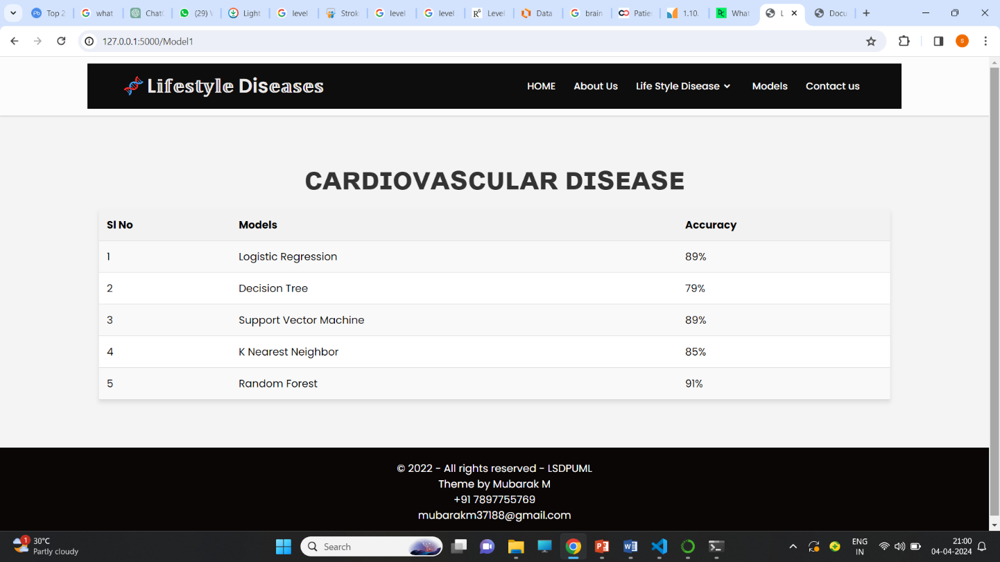 Top 2
what
Chat
(29)
Light
level
Strok
level
level
Level
Data
brain
Patie
1.10.
What
L
Docu
127.0.0.1:5000/Model1
S
Lifestyle Diseases
HOME About Us Life Style Disease Models Contact us
CARDIOVASCULAR DISEASE
Sl No Models Accuracy
1 Logistic Regression 89%
2 Decision Tree 79%
3 Support Vector Machine 89%
4 K Nearest Neighbor 85%
5 Random Forest 91%
© 2022 - All rights reserved - LSDPUML
Theme by Mubarak M
+91 7897755769
mubarakm37188@gmail.com
1
30°C
Partly cloudy
Search
ENG
IN
21:00
04-04-2024